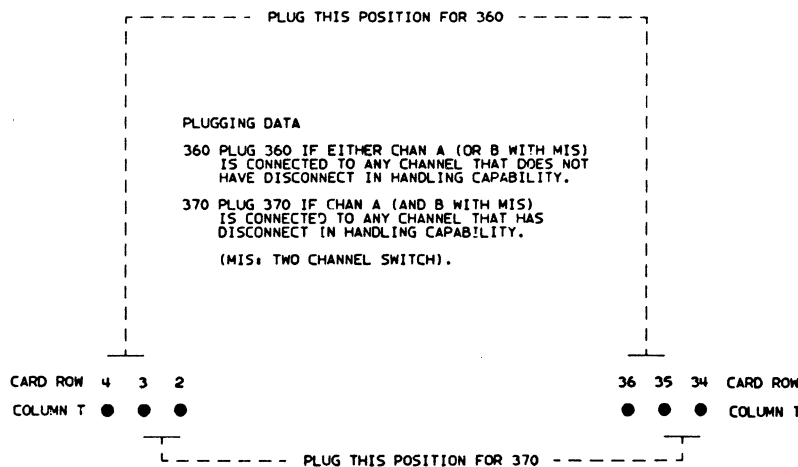 PLUG THIS POSITION FOR 360
PLUGGING DATA
360 PLUG 360 IF EITHER CHAN A (OR B WITH MIS)
IS CONNECTED TO ANY CHANNEL THAT DOES NOT
HAVE DISCONNECT IN HANDLING CAPABILITY.
370 PLUG 370 IF CHAN A (AND B WITH MIS)
IS CONNECTED TO ANY CHANNEL THAT HAS
DISCONNECT IN HANDLING CAPABILITY.
(MIS: TWO CHANNEL SWITCH).
CARD ROW 4 3 2 36 35 34 CARD ROW
COLUMN T COLUMN T
PLUG THIS POSITION FOR 370